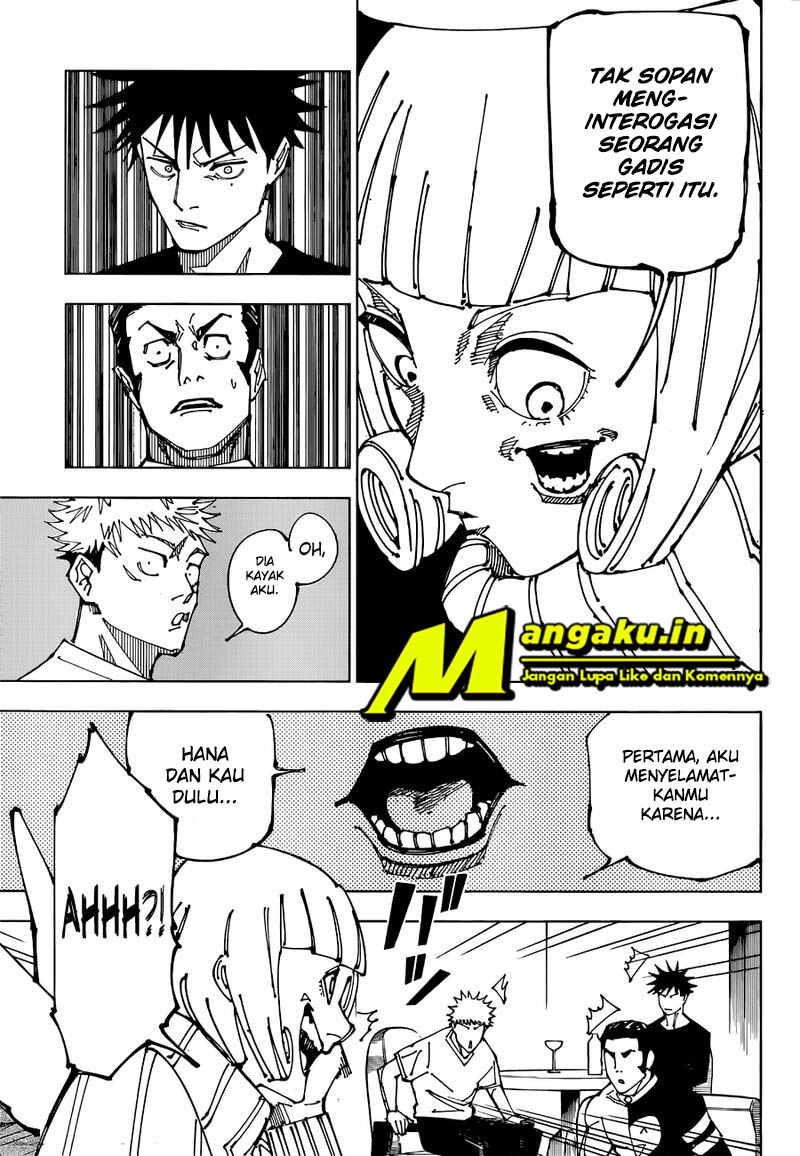 TAK SOPAN
MENG-
INTEROGASI
SEORANG
GADIS
SEPERTI ITU.
OH,
DIA
KAYAK
AKU.
Mangaku.in
Jangan Lupa Like dan Komennya
PERTAMA, AKU
MENYELAMAT-
KANMU
KARENA...
HANA
DAN KAU
DULU...
AHHH?!